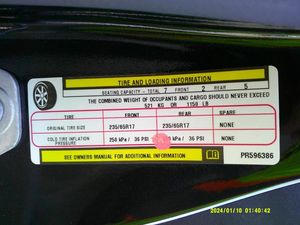 TIRE AND LOADING INFORMATION
SEATING CAPACITY - TOTAL 7 FRONT 2 REAR 5
THE COMBINED WEIGHT OF OCCUPANTS AND CARGO SHOULD NEVER EXCEED
521 KG OR 1150 LB
TIRE FRONT REAR SPARE
ORIGINAL TIRE SIZE 235/65R17 235/65R17 NONE
COLD TIRE INFLATION PRESSURE 250 kPa / 36 PSI 250 kPa / 36 PSI NONE
SEE OWNERS MANUAL FOR ADDITIONAL INFORMATION PR596386
2024/01/10 01:40:42